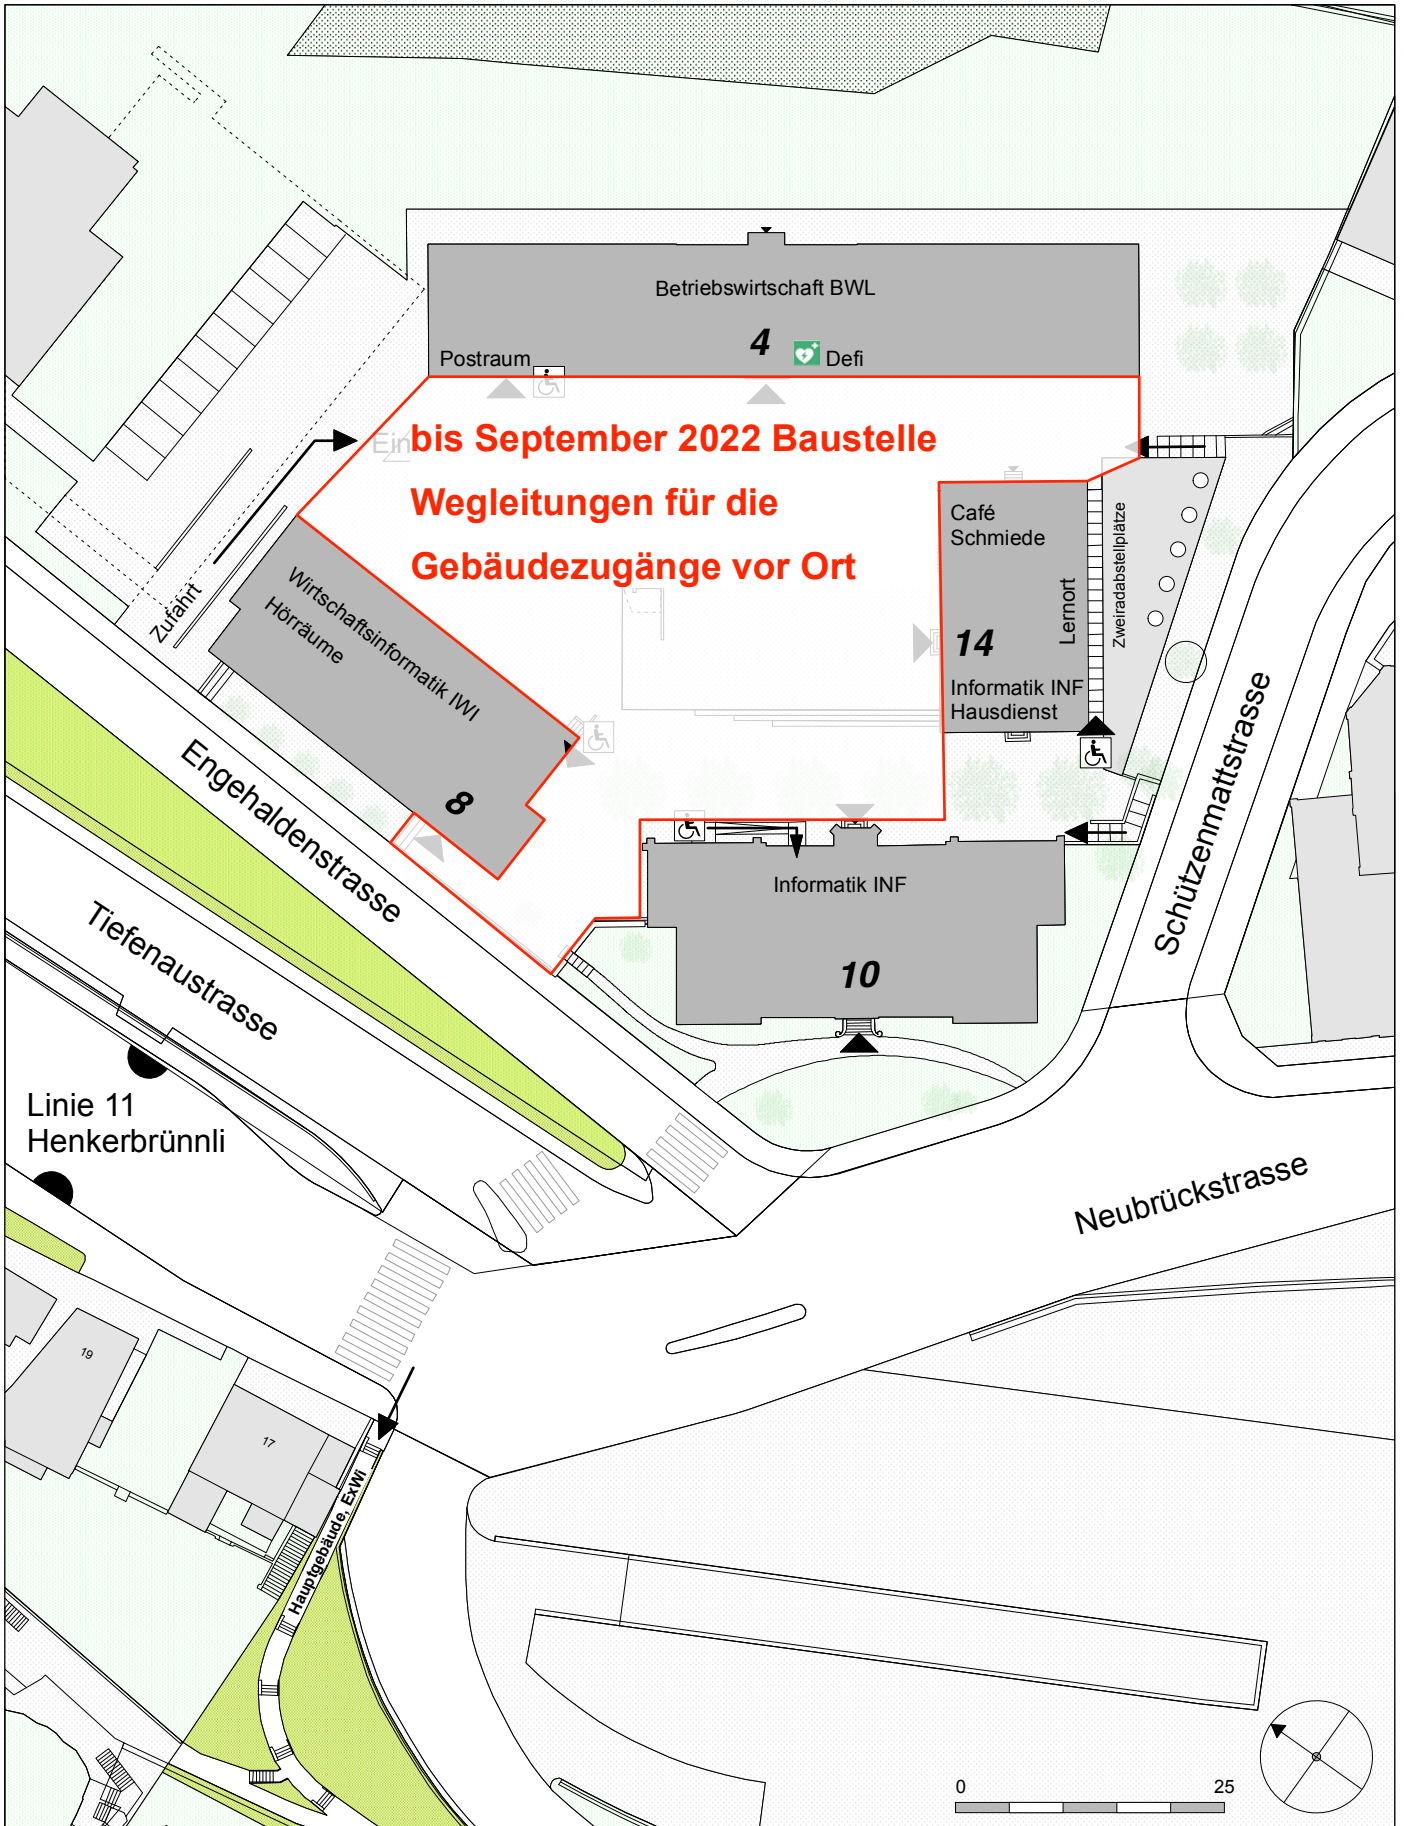 Betriebswirtschaft BWL
4
Defi
Postraum
Ein
bis September 2022 Baustelle
Wegleitungen für die
Gebäudezugänge vor Ort
Zufahrt
Wirtschaftsinformatik IWI
Hörräume
8
Café
Schmiede
Lernort
Zweiradabstellplätze
14
Informatik INF
Hausdienst
Informatik INF
10
Engehaldenstrasse
Tiefenaustrasse
Schützenmattstrasse
Linie 11
Henkerbrünnli
Neubrückstrasse
19
17
Hauptgebäude, ExWi
0 25